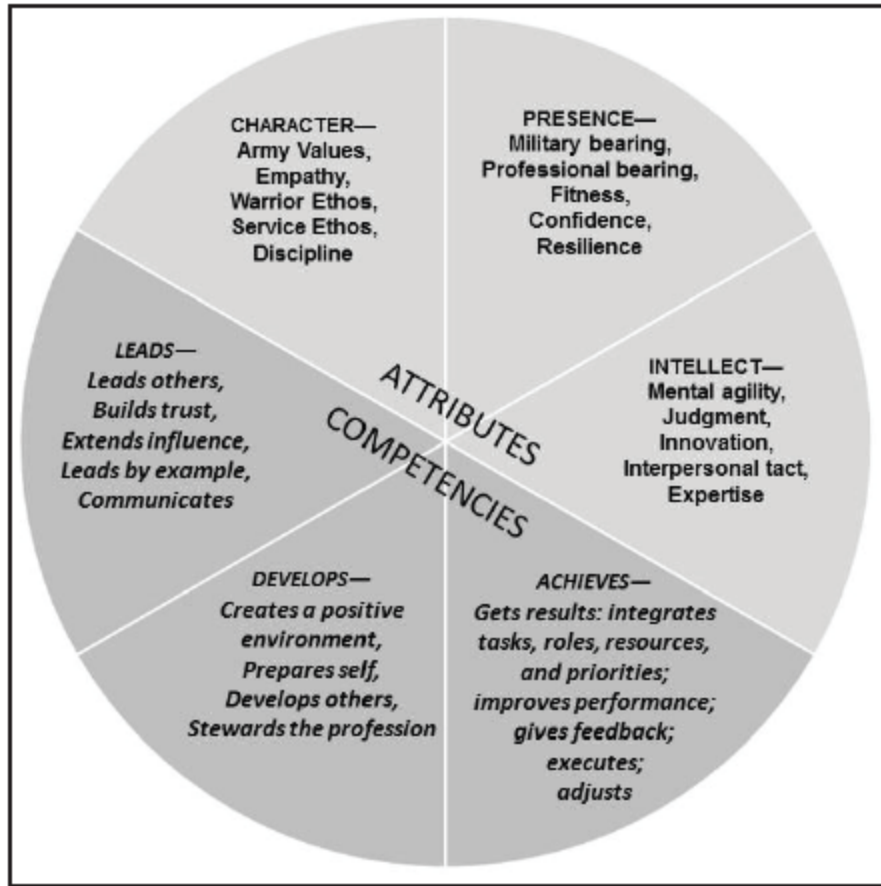 CHARACTER—
Army Values,
Empathy,
Warrior Ethos,
Service Ethos,
Discipline
PRESENCE—
Military bearing,
Professional bearing,
Fitness,
Confidence,
Resilience
INTELLECT—
Mental agility,
Judgment,
Innovation,
Interpersonal tact,
Expertise
ATTRIBUTES
COMPETENCIES
LEADS—
Leads others,
Builds trust,
Extends influence,
Leads by example,
Communicates
DEVELOPS—
Creates a positive
environment,
Prepares self,
Develops others,
Stewards the profession
ACHIEVES—
Gets results: integrates
tasks, roles, resources,
and priorities;
improves performance;
gives feedback;
executes;
adjusts